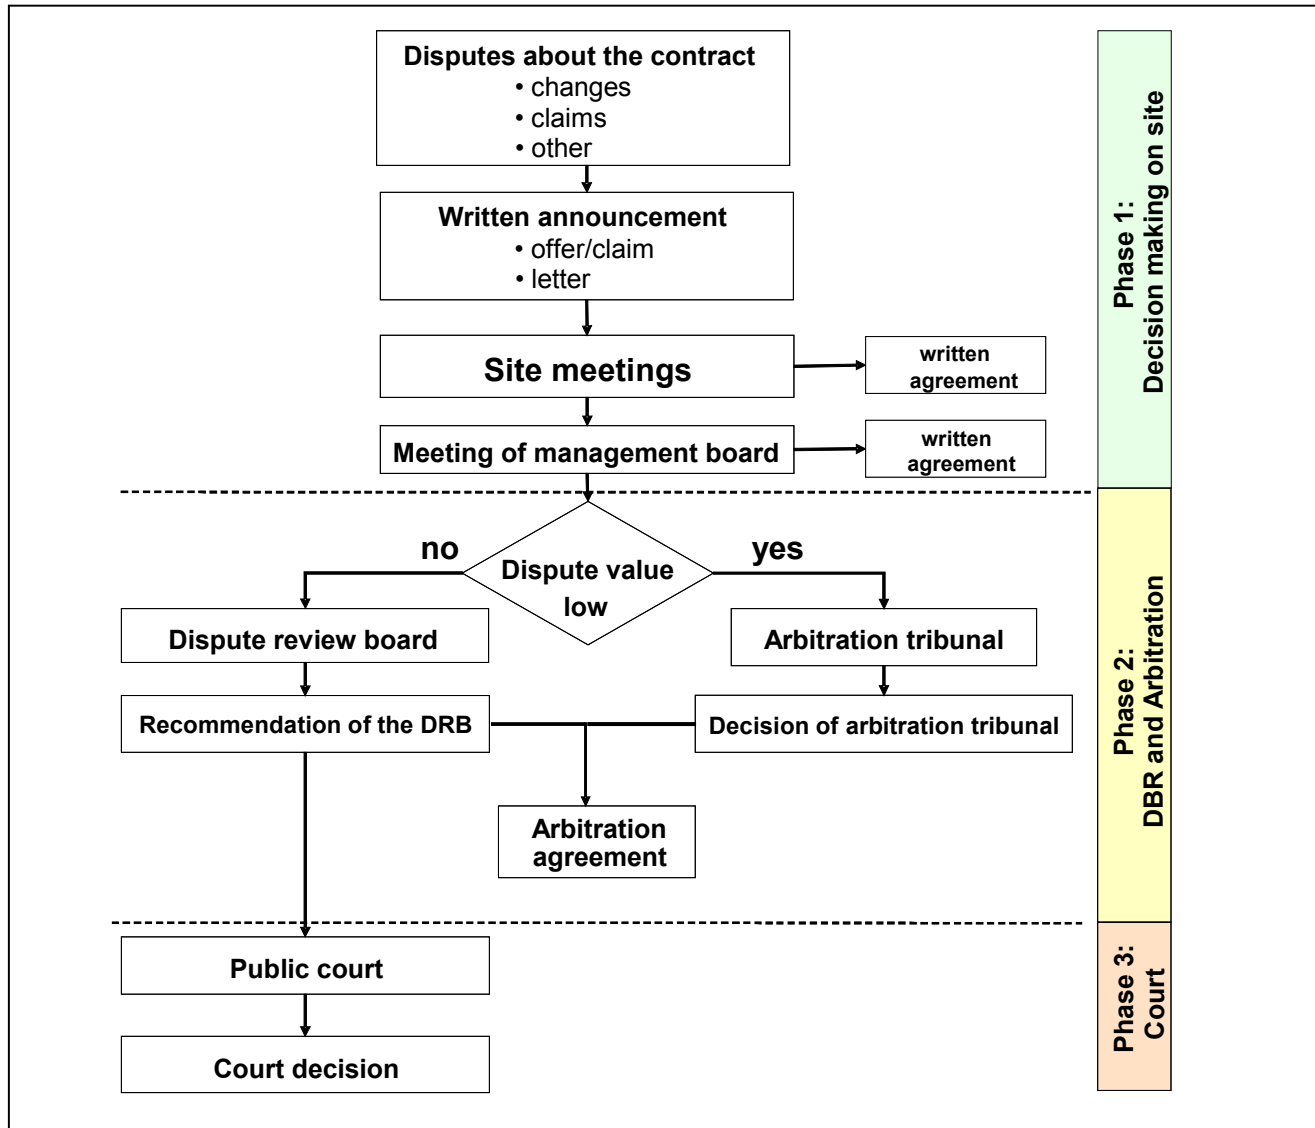 Disputes about the contract
• changes
• claims
• other
Written announcement
• offer/claim
• letter
Site meetings
written
agreement
Meeting of management board
written
agreement
Phase 1:
Decision making on site
no
yes
Dispute value
low
Dispute review board
Arbitration tribunal
Recommendation of the DRB
Decision of arbitration tribunal
Arbitration
agreement
Phase 2:
DBR and Arbitration
Public court
Court decision
Phase 3:
Court